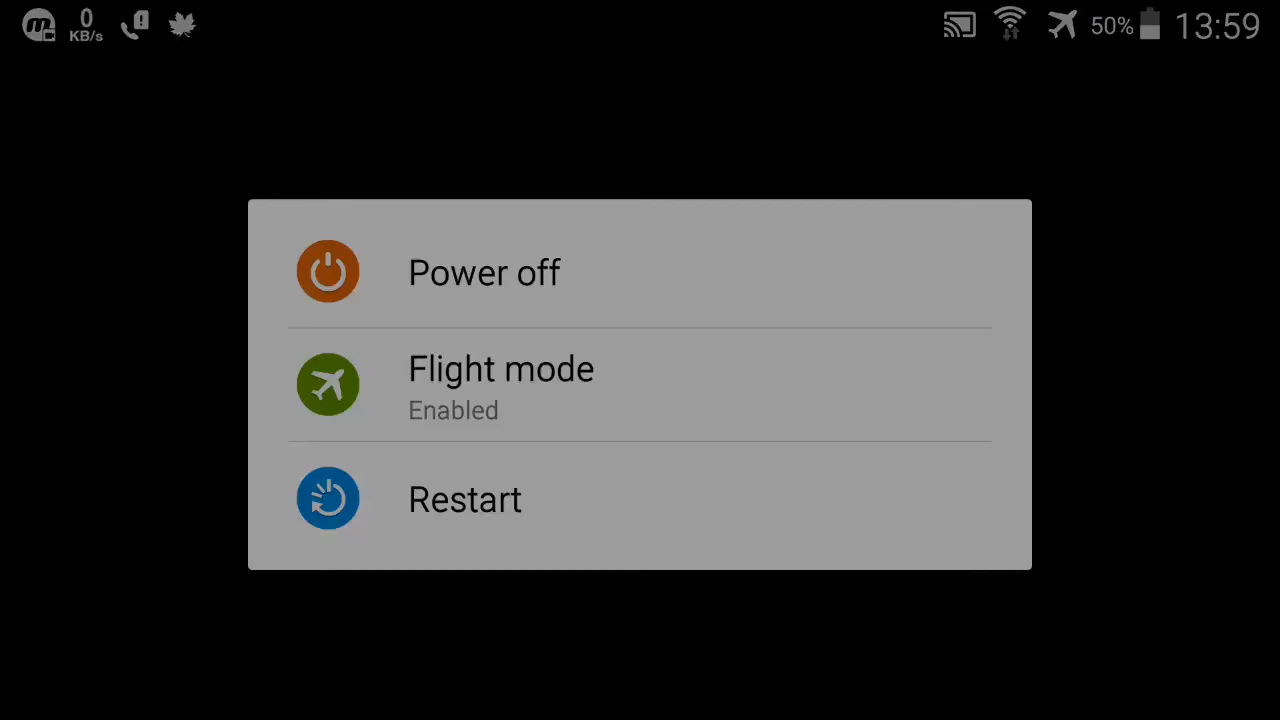 0
KB/s
50%
13:59
Power off
Flight mode
Enabled
Restart